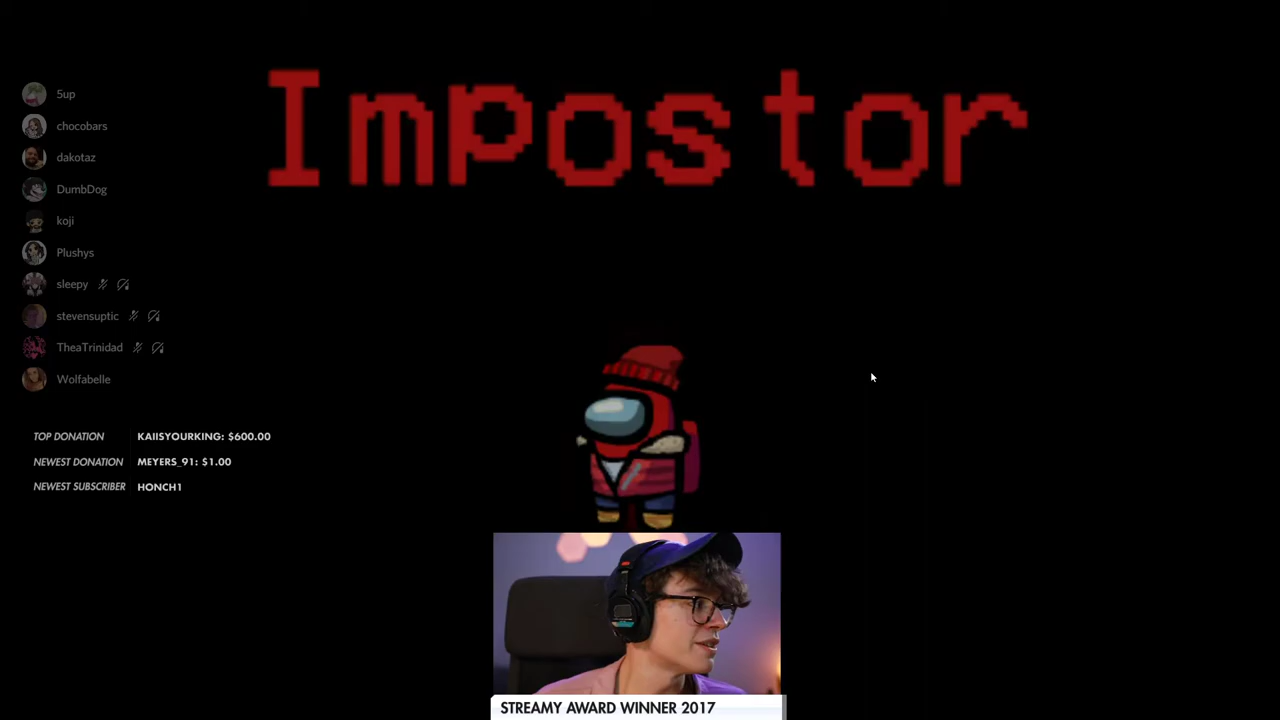 Impostor
5up
chocobars
dakotaz
DumbDog
koji
Plushys
sleepy
stevensuptic
TheaTrinidad
Wolfabelle
TOP DONATION KAIISYOURKING: $600.00
NEWEST DONATION MEYERS_91: $1.00
NEWEST SUBSCRIBER HONCH1
STREAMY AWARD WINNER 2017